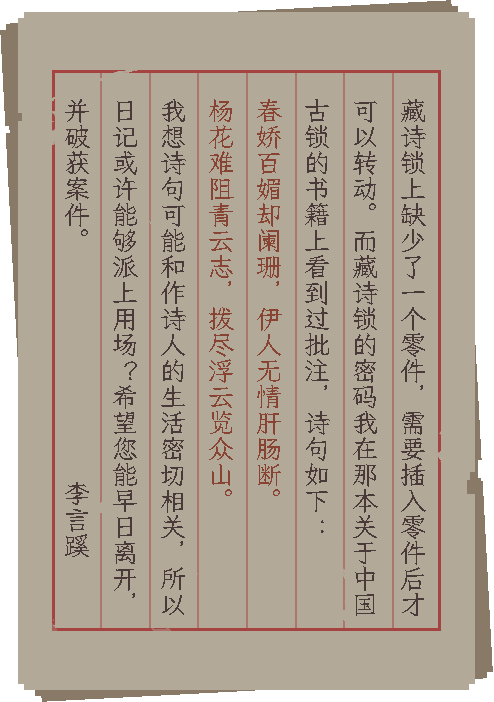 藏诗锁上缺少了一个零件，需要插入零件后才
可以转动。而藏诗锁的密码我在那本关于中国
古锁的书籍上看到过批注，诗句如下：
春娇百媚却阑珊，伊人无情肝肠断。
杨花难阻青云志，拨尽浮云览众山。
我想诗句可能和作诗人的生活密切相关，所以
日记或许能够派上用场？希望您能早日离开，
并破获案件。
李言蹊